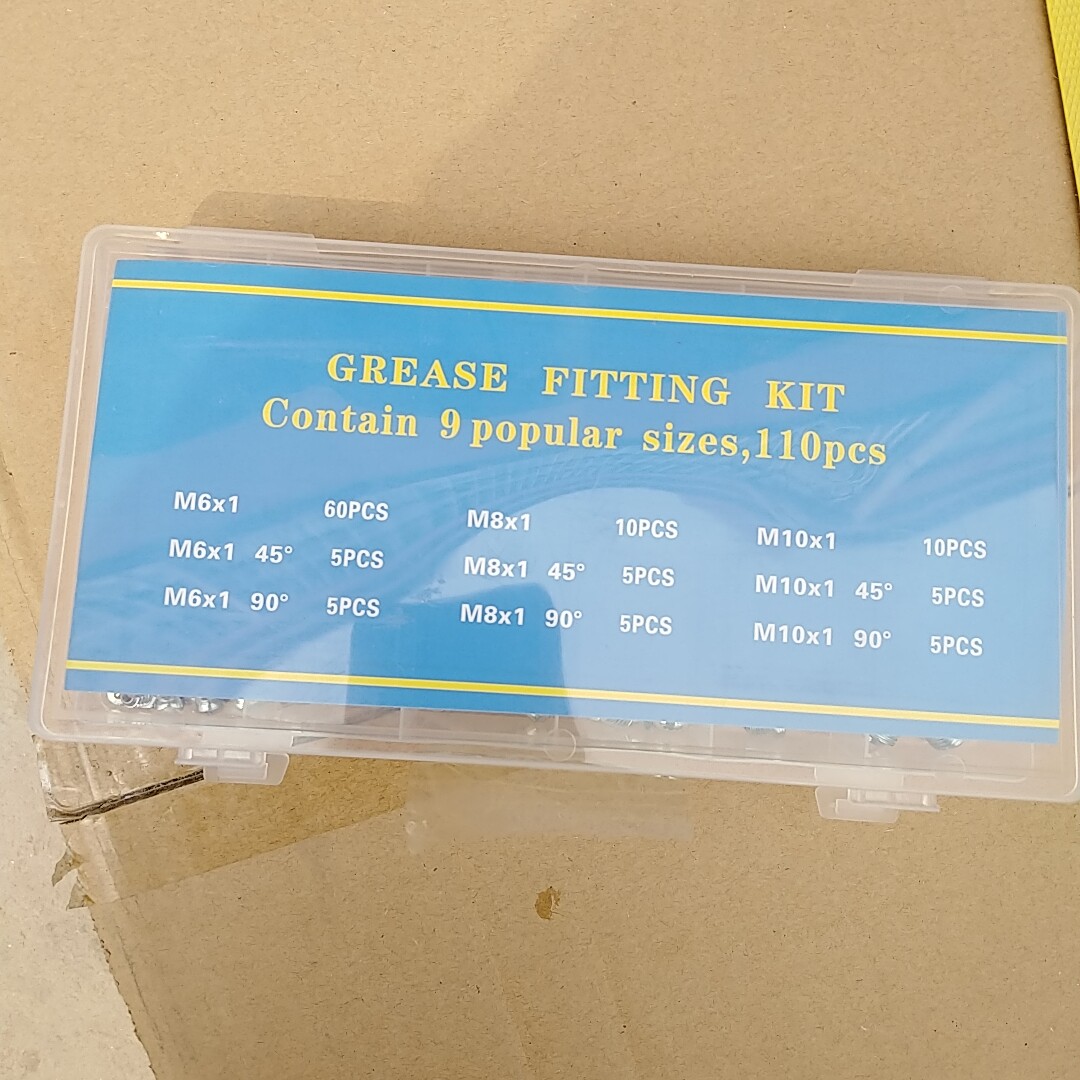 GREASE FITTING KIT
Contain 9 popular sizes,110pcs
M6x1 60PCS M8x1 10PCS M10x1 10PCS
M6x1 45° 5PCS M8x1 45° 5PCS M10x1 45° 5PCS
M6x1 90° 5PCS M8x1 90° 5PCS M10x1 90° 5PCS